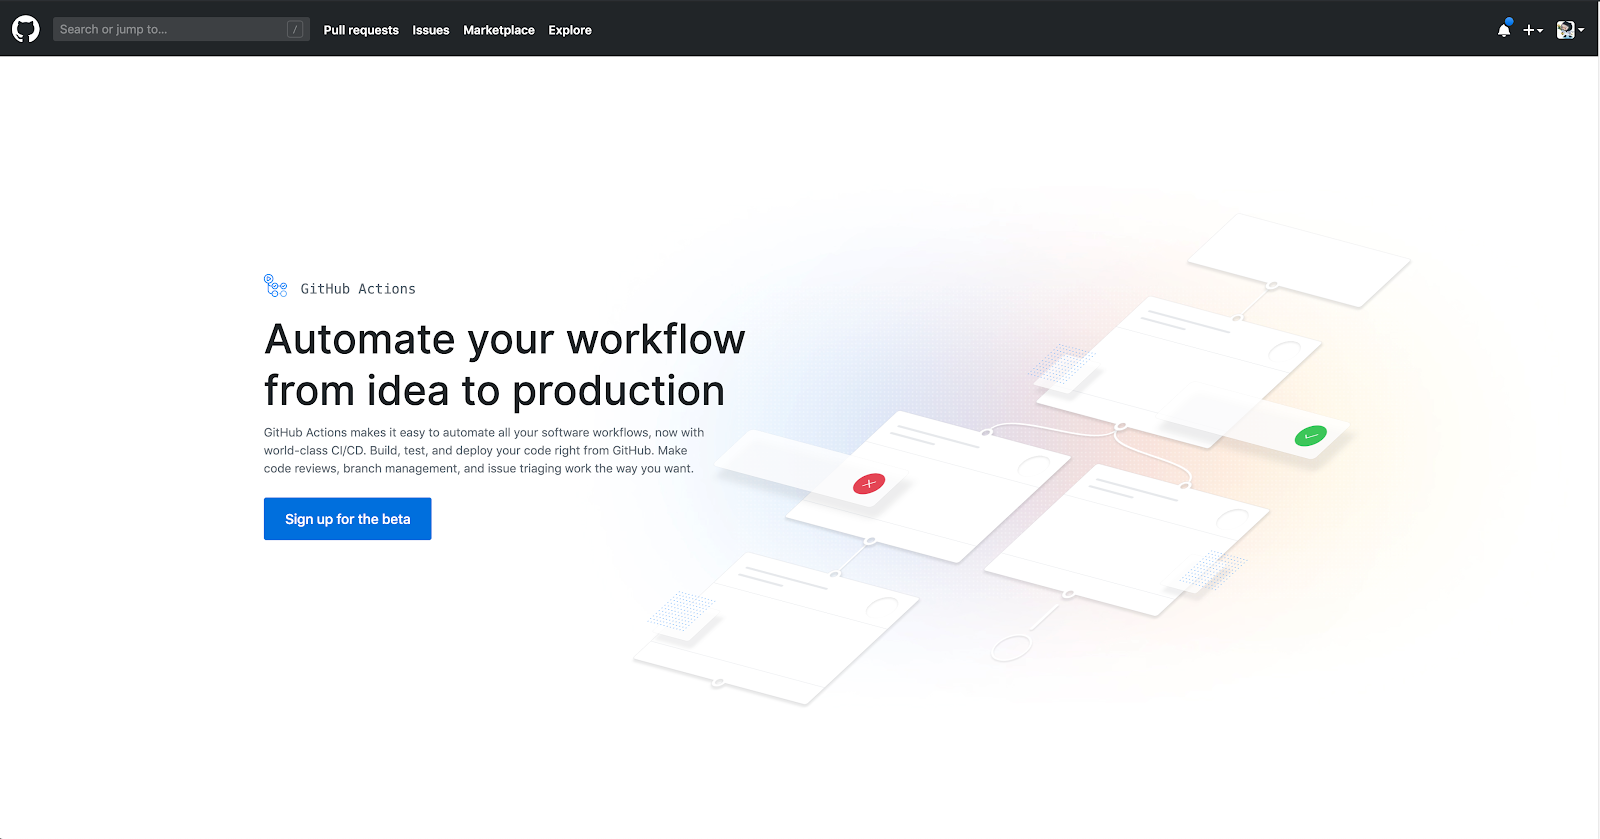 Search or jump to... /
Pull requests Issues Marketplace Explore
GitHub Actions
Automate your workflow
from idea to production
GitHub Actions makes it easy to automate all your software workflows, now with
world-class CI/CD. Build, test, and deploy your code right from GitHub. Make
code reviews, branch management, and issue triaging work the way you want.
Sign up for the beta